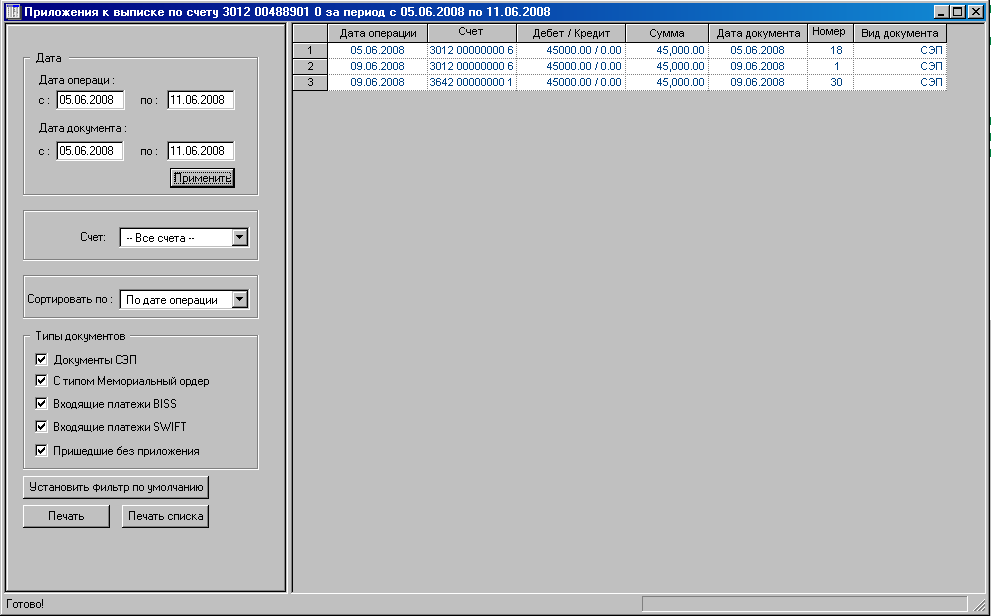 Приложения к выписке по счету 3012 00488901 0 за период с 05.06.2008 по 11.06.2008
Дата
Дата операци :
с : 05.06.2008 по : 11.06.2008
Дата документа :
с : 05.06.2008 по : 11.06.2008
Применить
Счет: -- Все счета --
Сортировать по : По дате операции
Типы документов
Документы СЭП
С типом Мемориальный ордер
Входящие платежи BISS
Входящие платежи SWIFT
Пришедшие без приложения
Установить фильтр по умолчанию
Печать Печать списка
Дата операции Счет Дебет / Кредит Сумма Дата документа Номер Вид документа
1 05.06.2008 3012 00000000 6 45000.00 / 0.00 45,000.00 05.06.2008 18 СЭП
2 09.06.2008 3012 00000000 6 45000.00 / 0.00 45,000.00 09.06.2008 1 СЭП
3 09.06.2008 3642 00000000 1 45000.00 / 0.00 45,000.00 09.06.2008 30 СЭП
Готово!